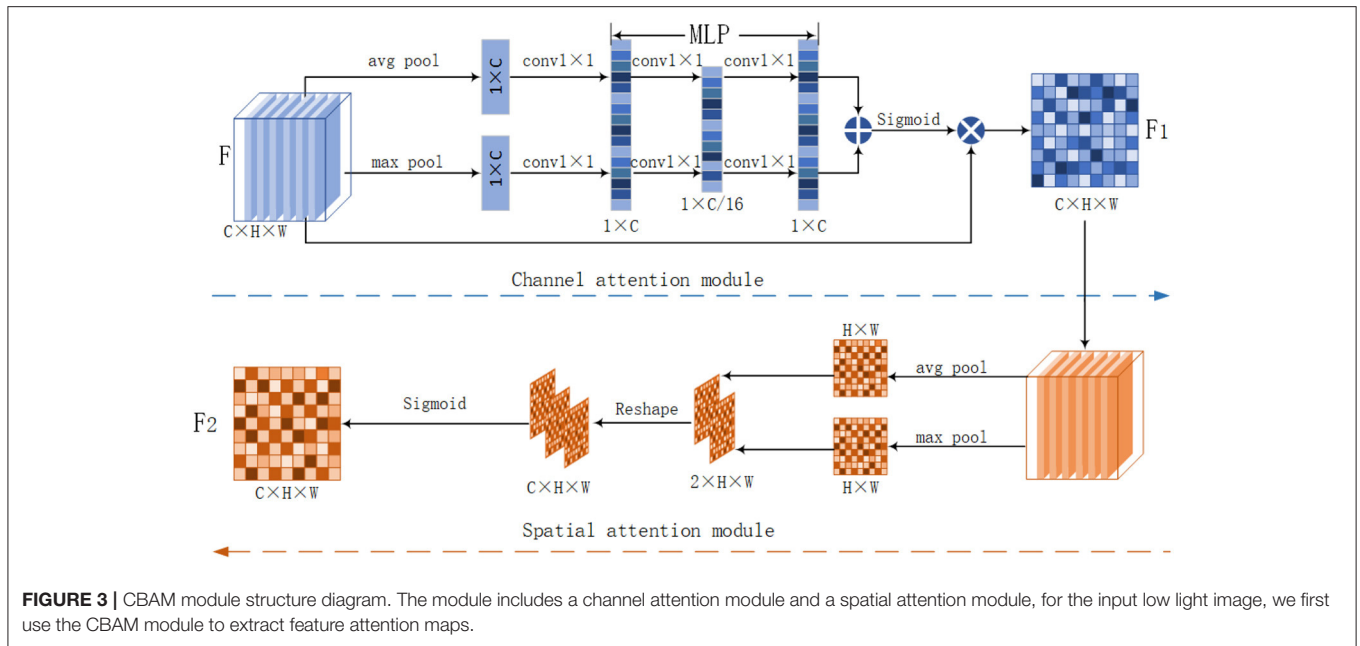 MLP
avg pool
1×C
conv1×1
conv1×1
conv1×1
F
max pool
1×C
conv1×1
conv1×1
conv1×1
Sigmoid
F1
C×H×W
1×C
1×C/16
1×C
C×H×W
Channel attention module
H×W
avg pool
F2
Sigmoid
Reshape
max pool
C×H×W
C×H×W
2×H×W
H×W
Spatial attention module
FIGURE 3 | CBAM module structure diagram. The module includes a channel attention module and a spatial attention module, for the input low light image, we first
use the CBAM module to extract feature attention maps.